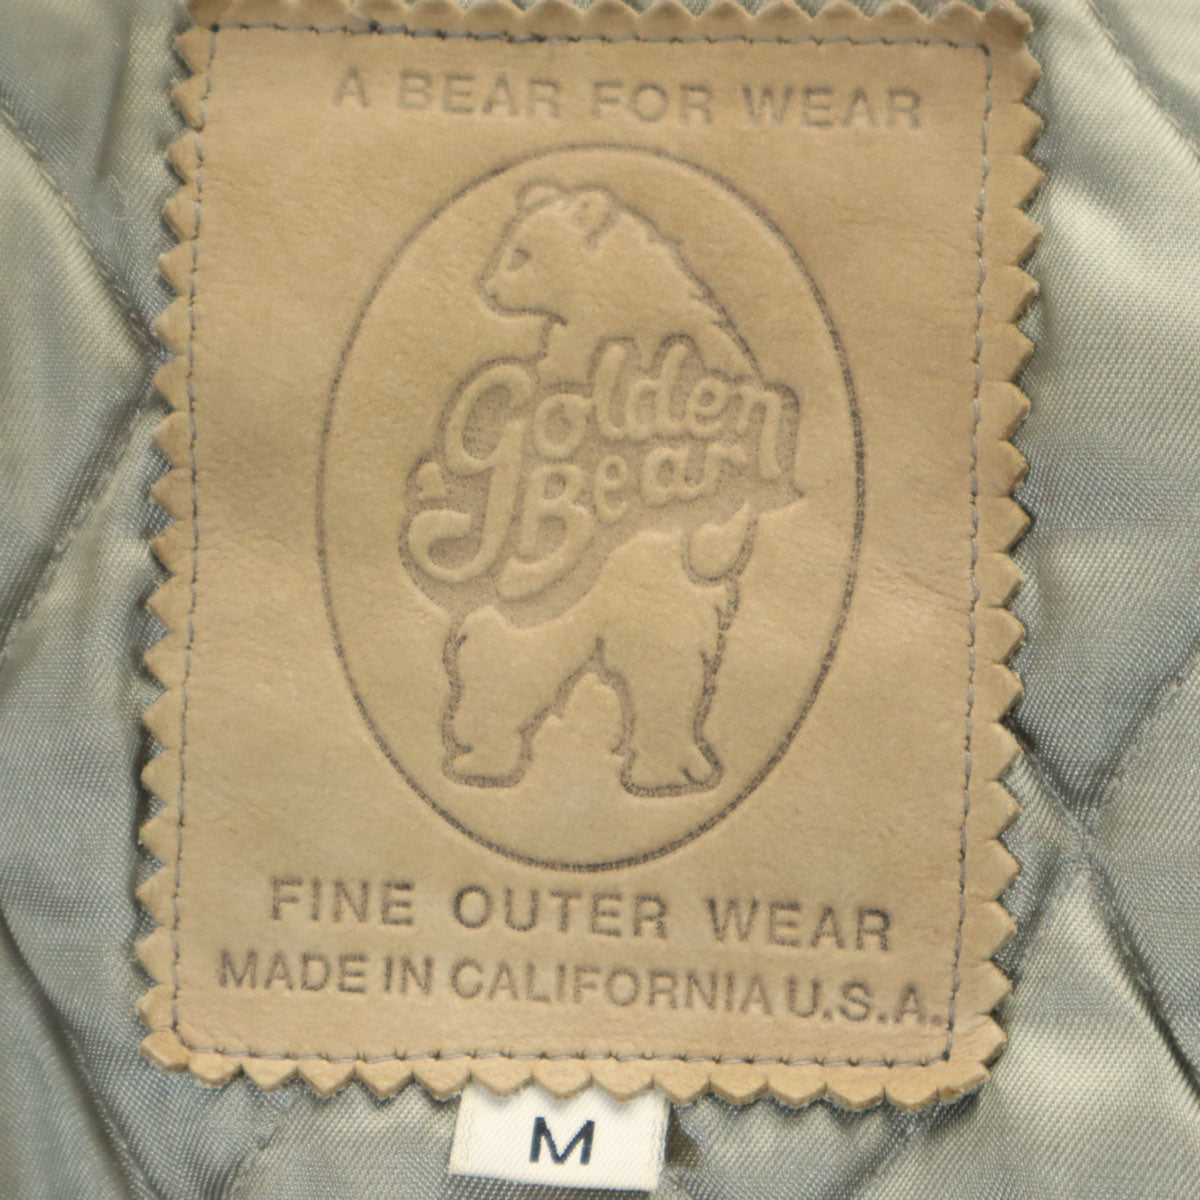 A BEAR FOR WEAR
Golden
Bear
FINE OUTER WEAR
MADE IN CALIFORNIA U.S.A.
M